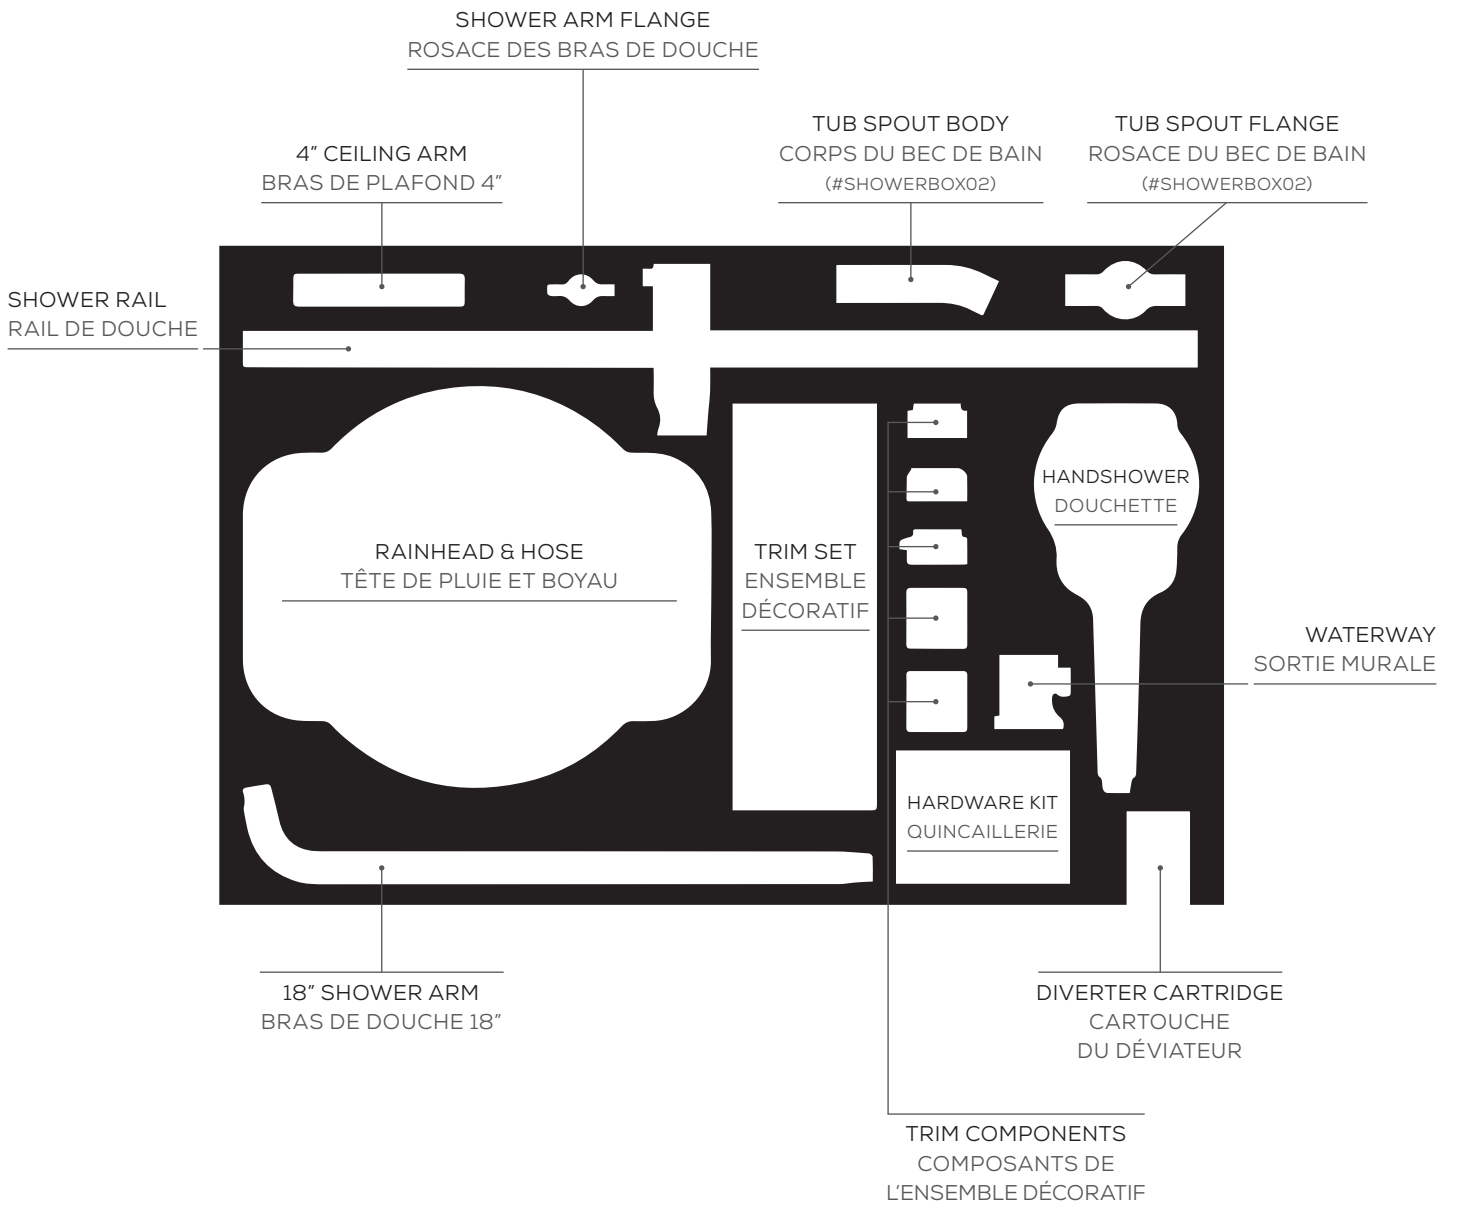 SHOWER ARM FLANGE
ROSACE DES BRAS DE DOUCHE
4” CEILING ARM
BRAS DE PLAFOND 4”
TUB SPOUT BODY
CORPS DU BEC DE BAIN
(#SHOWERBOX02)
TUB SPOUT FLANGE
ROSACE DU BEC DE BAIN
(#SHOWERBOX02)
SHOWER RAIL
RAIL DE DOUCHE
HANDSHOWER
DOUCHETTE
RAINHEAD & HOSE
TÊTE DE PLUIE ET BOYAU
TRIM SET
ENSEMBLE
DÉCORATIF
WATERWAY
SORTIE MURALE
HARDWARE KIT
QUINCAILLERIE
18” SHOWER ARM
BRAS DE DOUCHE 18”
DIVERTER CARTRIDGE
CARTOUCHE
DU DÉVIATEUR
TRIM COMPONENTS
COMPOSANTS DE
L’ENSEMBLE DÉCORATIF